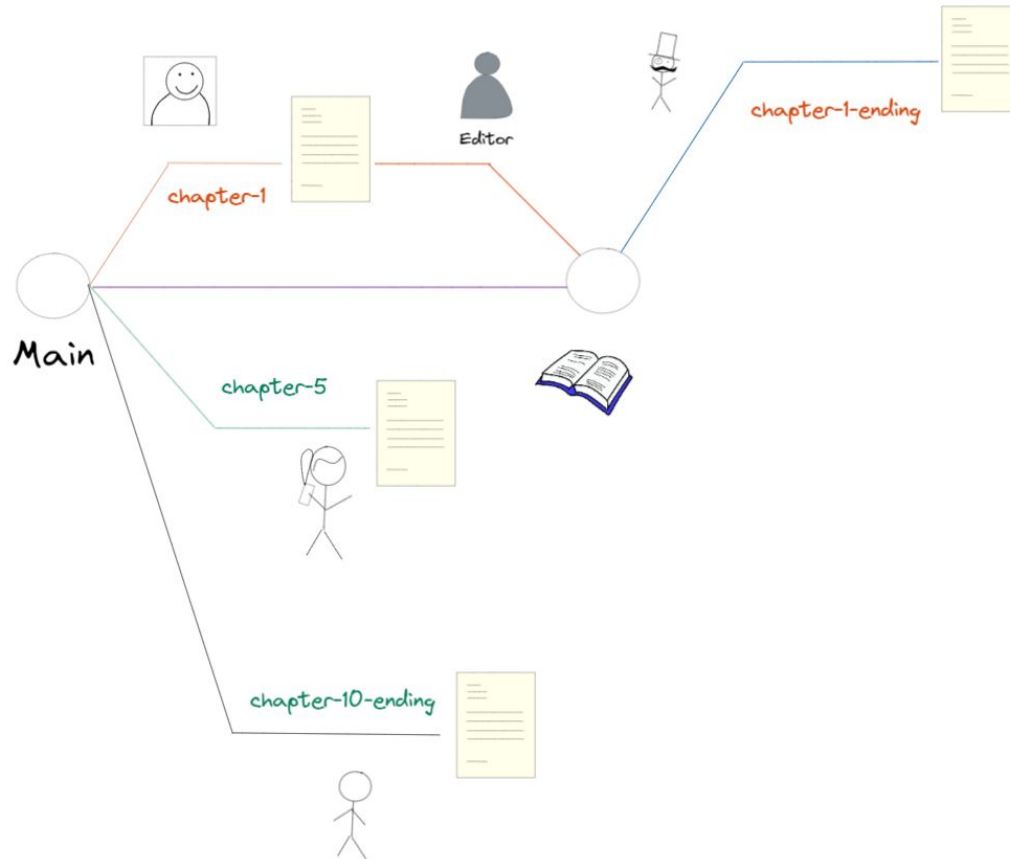 Editor
chapter-1-ending
chapter-1
Main
chapter-5
chapter-10-ending